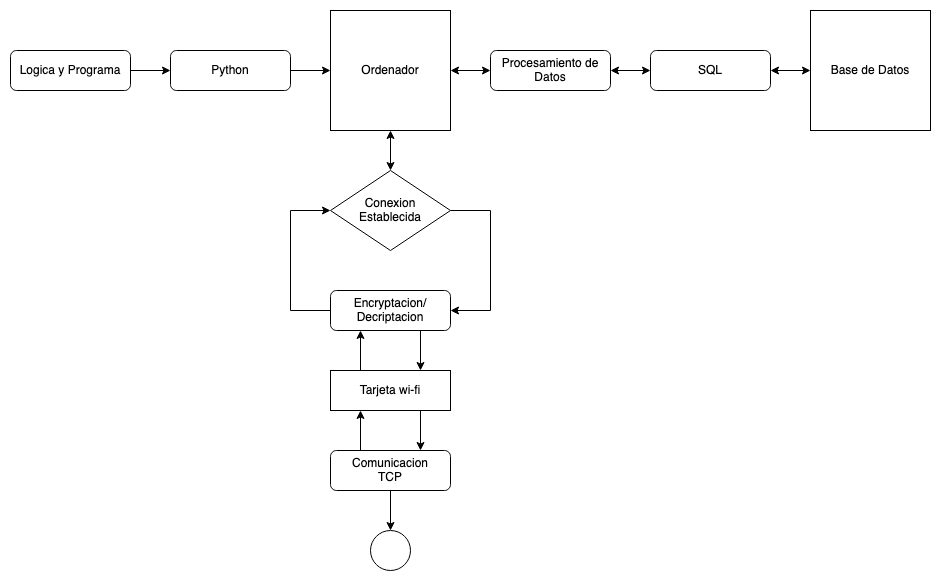 Logica y Programa
Python
Ordenador
Procesamiento de
Datos
SQL
Base de Datos
Conexion
Establecida
Encryptacion/
Decriptacion
Tarjeta wi-fi
Comunicacion
TCP